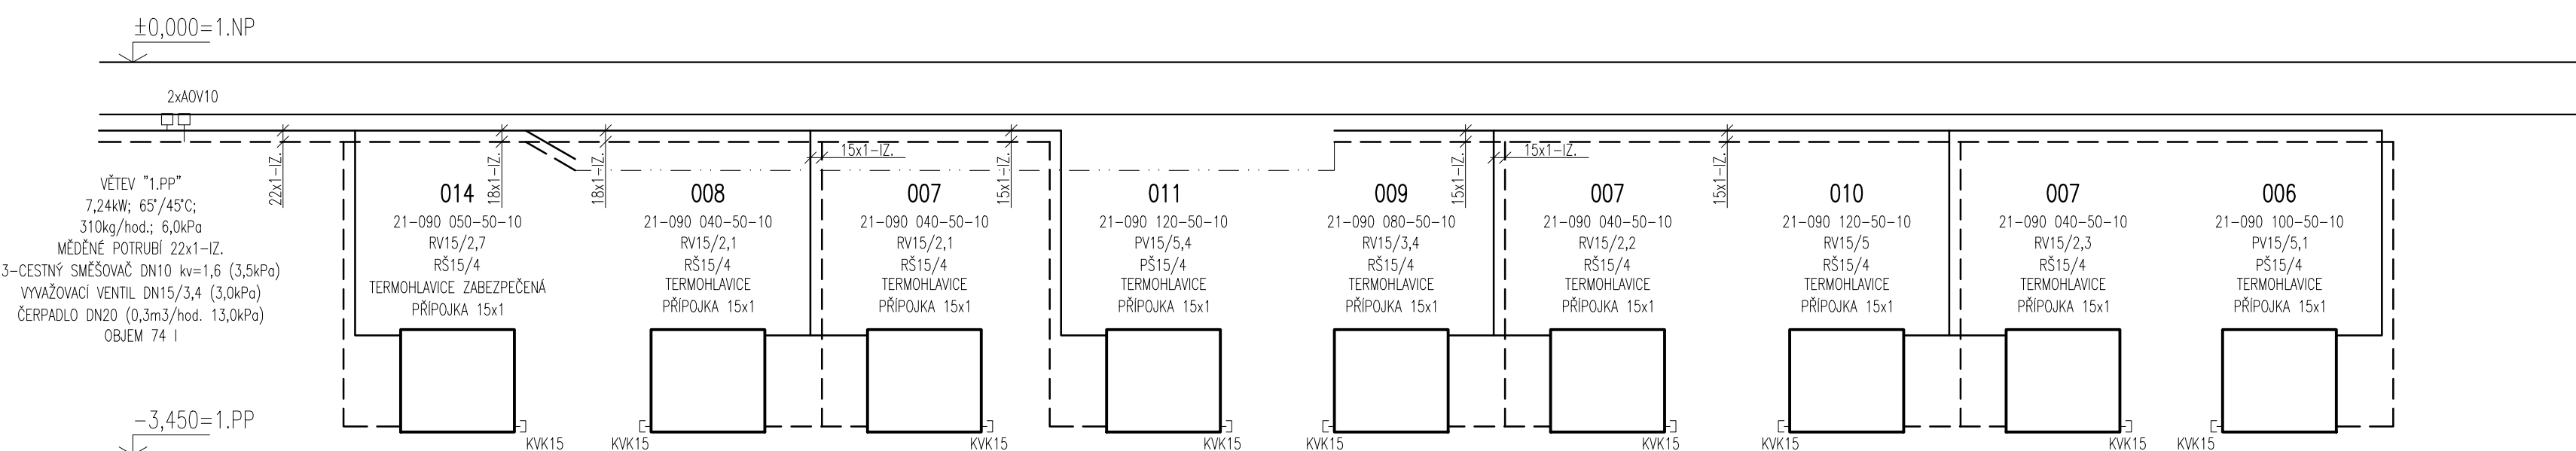 ±0,000=1.NP
2xAOV10
22x1-IZ.
18x1-IZ.
18x1-IZ.
15x1-IZ.
15x1-IZ.
15x1-IZ.
15x1-IZ.
15x1-IZ.
VĚTEV "1.PP"
7,24kW; 65°/45°C;
310kg/hod.; 6,0kPa
MĚDĚNÉ POTRUBÍ 22x1-IZ.
3-CESTNÝ SMĚŠOVAČ DN10 kv=1,6 (3,5kPa)
VYVAŽOVACÍ VENTIL DN15/3,4 (3,0kPa)
ČERPADLO DN20 (0,3m3/hod. 13,0kPa)
OBJEM 74 l
014
21-090 050-50-10
RV15/2,7
RŠ15/4
TERMOHLAVICE ZABEZPEČENÁ
PŘÍPOJKA 15x1
KVK15
008
21-090 040-50-10
RV15/2,1
RŠ15/4
TERMOHLAVICE
PŘÍPOJKA 15x1
KVK15
007
21-090 040-50-10
RV15/2,1
RŠ15/4
TERMOHLAVICE
PŘÍPOJKA 15x1
KVK15
011
21-090 120-50-10
PV15/5,4
PŠ15/4
TERMOHLAVICE
PŘÍPOJKA 15x1
KVK15
009
21-090 080-50-10
RV15/3,4
RŠ15/4
TERMOHLAVICE
PŘÍPOJKA 15x1
KVK15
007
21-090 040-50-10
RV15/2,2
RŠ15/4
TERMOHLAVICE
PŘÍPOJKA 15x1
KVK15
010
21-090 120-50-10
RV15/5
RŠ15/4
TERMOHLAVICE
PŘÍPOJKA 15x1
KVK15
007
21-090 040-50-10
RV15/2,3
RŠ15/4
TERMOHLAVICE
PŘÍPOJKA 15x1
KVK15
006
21-090 100-50-10
PV15/5,1
PŠ15/4
TERMOHLAVICE
PŘÍPOJKA 15x1
KVK15
-3,450=1.PP